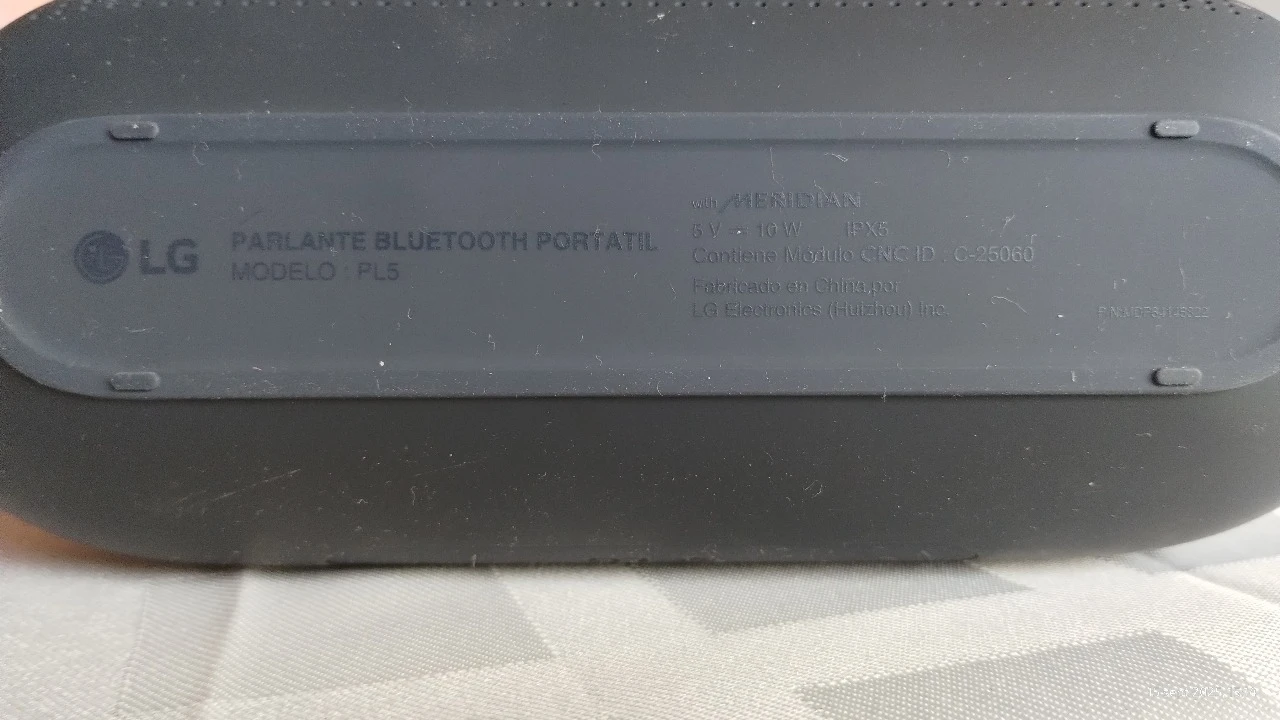 LG
PARLANTE BLUETOOTH PORTATIL
MODELO : PL5
with MERIDIAN
5 V ⎓ 10 W IPX5
Contiene Módulo CNC ID : C-25060
Fabricado en China,por
LG Electronics (Huizhou) Inc.